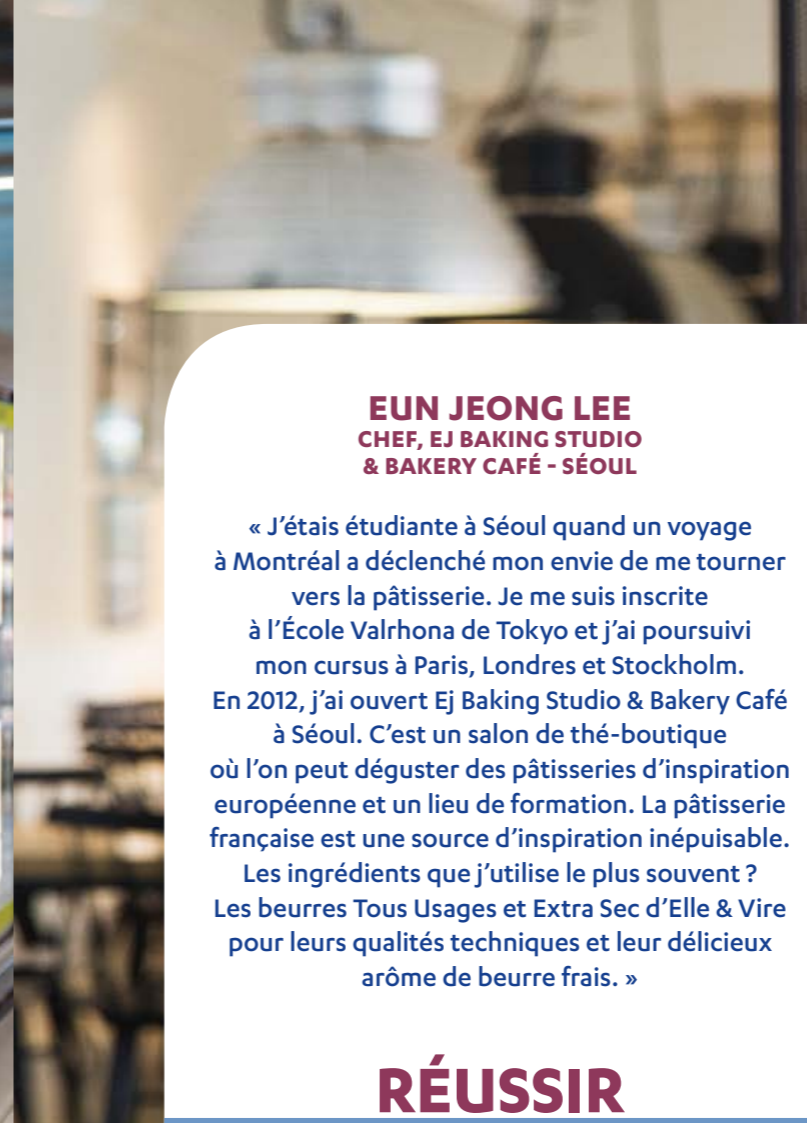 EUN JEONG LEE
CHEF, EJ BAKING STUDIO
& BAKERY CAFÉ - SÉOUL
« J’étais étudiante à Séoul quand un voyage
à Montréal a déclenché mon envie de me tourner
vers la pâtisserie. Je me suis inscrite
à l’École Valrhona de Tokyo et j’ai poursuivi
mon cursus à Paris, Londres et Stockholm.
En 2012, j’ai ouvert Ej Baking Studio & Bakery Café
à Séoul. C’est un salon de thé-boutique
où l’on peut déguster des pâtisseries d’inspiration
européenne et un lieu de formation. La pâtisserie
française est une source d’inspiration inépuisable.
Les ingrédients que j’utilise le plus souvent ?
Les beurres Tous Usages et Extra Sec d’Elle & Vire
pour leurs qualités techniques et leur délicieux
arôme de beurre frais. »
RÉUSSIR